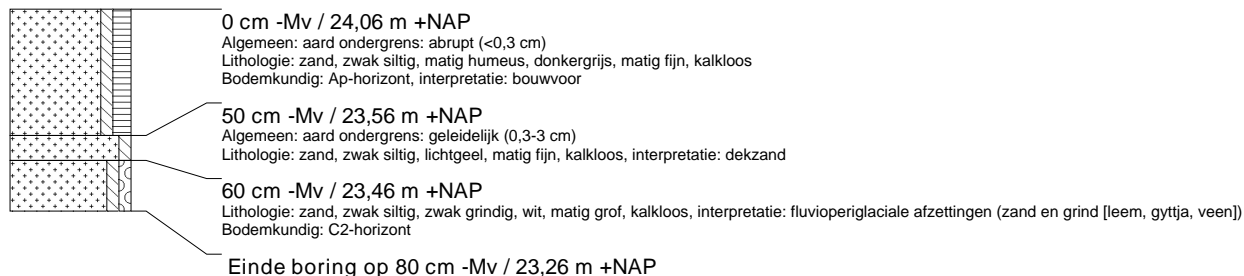 0 cm -Mv / 24,06 m +NAP
Algemeen: aard ondergrens: abrupt (<0,3 cm)
Lithologie: zand, zwak siltig, matig humeus, donkergrijs, matig fijn, kalkloos
Bodemkundig: Ap-horizont, interpretatie: bouwvoor
50 cm -Mv / 23,56 m +NAP
Algemeen: aard ondergrens: geleidelijk (0,3-3 cm)
Lithologie: zand, zwak siltig, lichtgeel, matig fijn, kalkloos, interpretatie: dekzand
60 cm -Mv / 23,46 m +NAP
Lithologie: zand, zwak siltig, zwak grindig, wit, matig grof, kalkloos, interpretatie: fluvioperiglaciale afzettingen (zand en grind [leem, gyttja, veen])
Bodemkundig: C2-horizont
Einde boring op 80 cm -Mv / 23,26 m +NAP